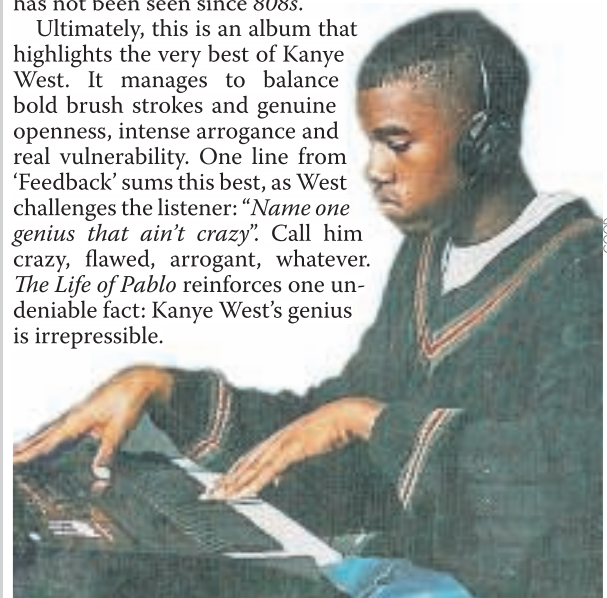 has not been seen since 808s.
Ultimately, this is an album that
highlights the very best of Kanye
West. It manages to balance
bold brush strokes and genuine
openness, intense arrogance and
real vulnerability. One line from
‘Feedback’ sums this best, as West
challenges the listener: “Name one
genius that ain’t crazy”. Call him
crazy, flawed, arrogant, whatever.
The Life of Pablo reinforces one un-
deniable fact: Kanye West’s genius
is irrepressible.